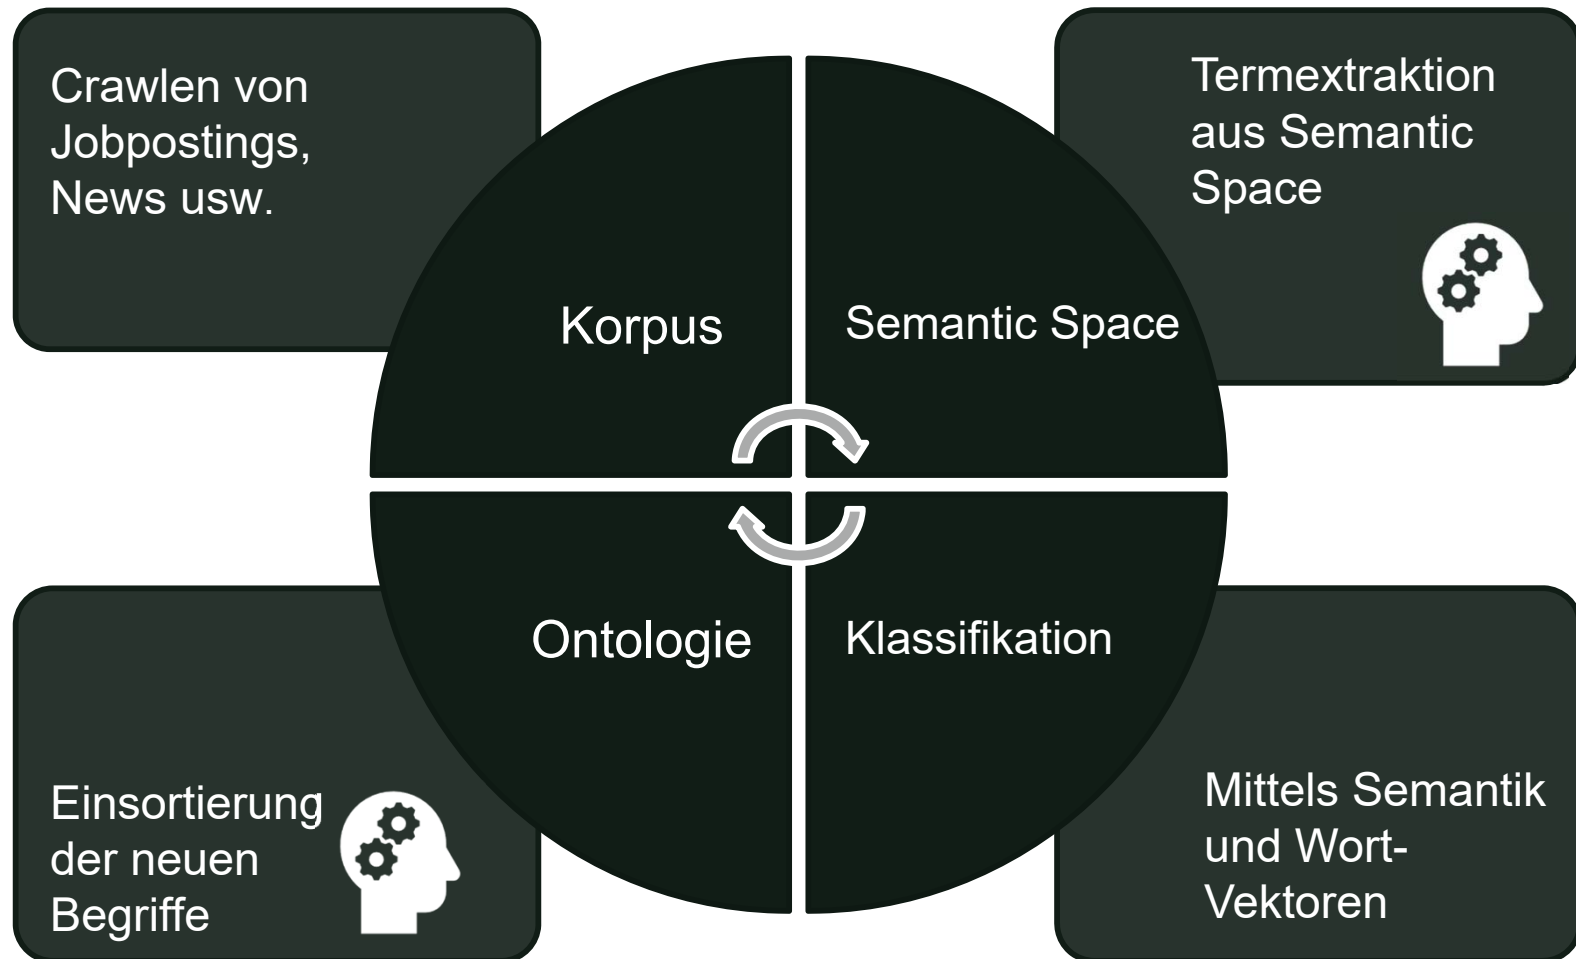 Crawlen von
Jobpostings,
News usw.
Termextraktion
aus Semantic
Space
Korpus
Semantic Space
Ontologie
Klassifikation
Einsortierung
der neuen
Begriffe
Mittels Semantik
und Wort-
Vektoren